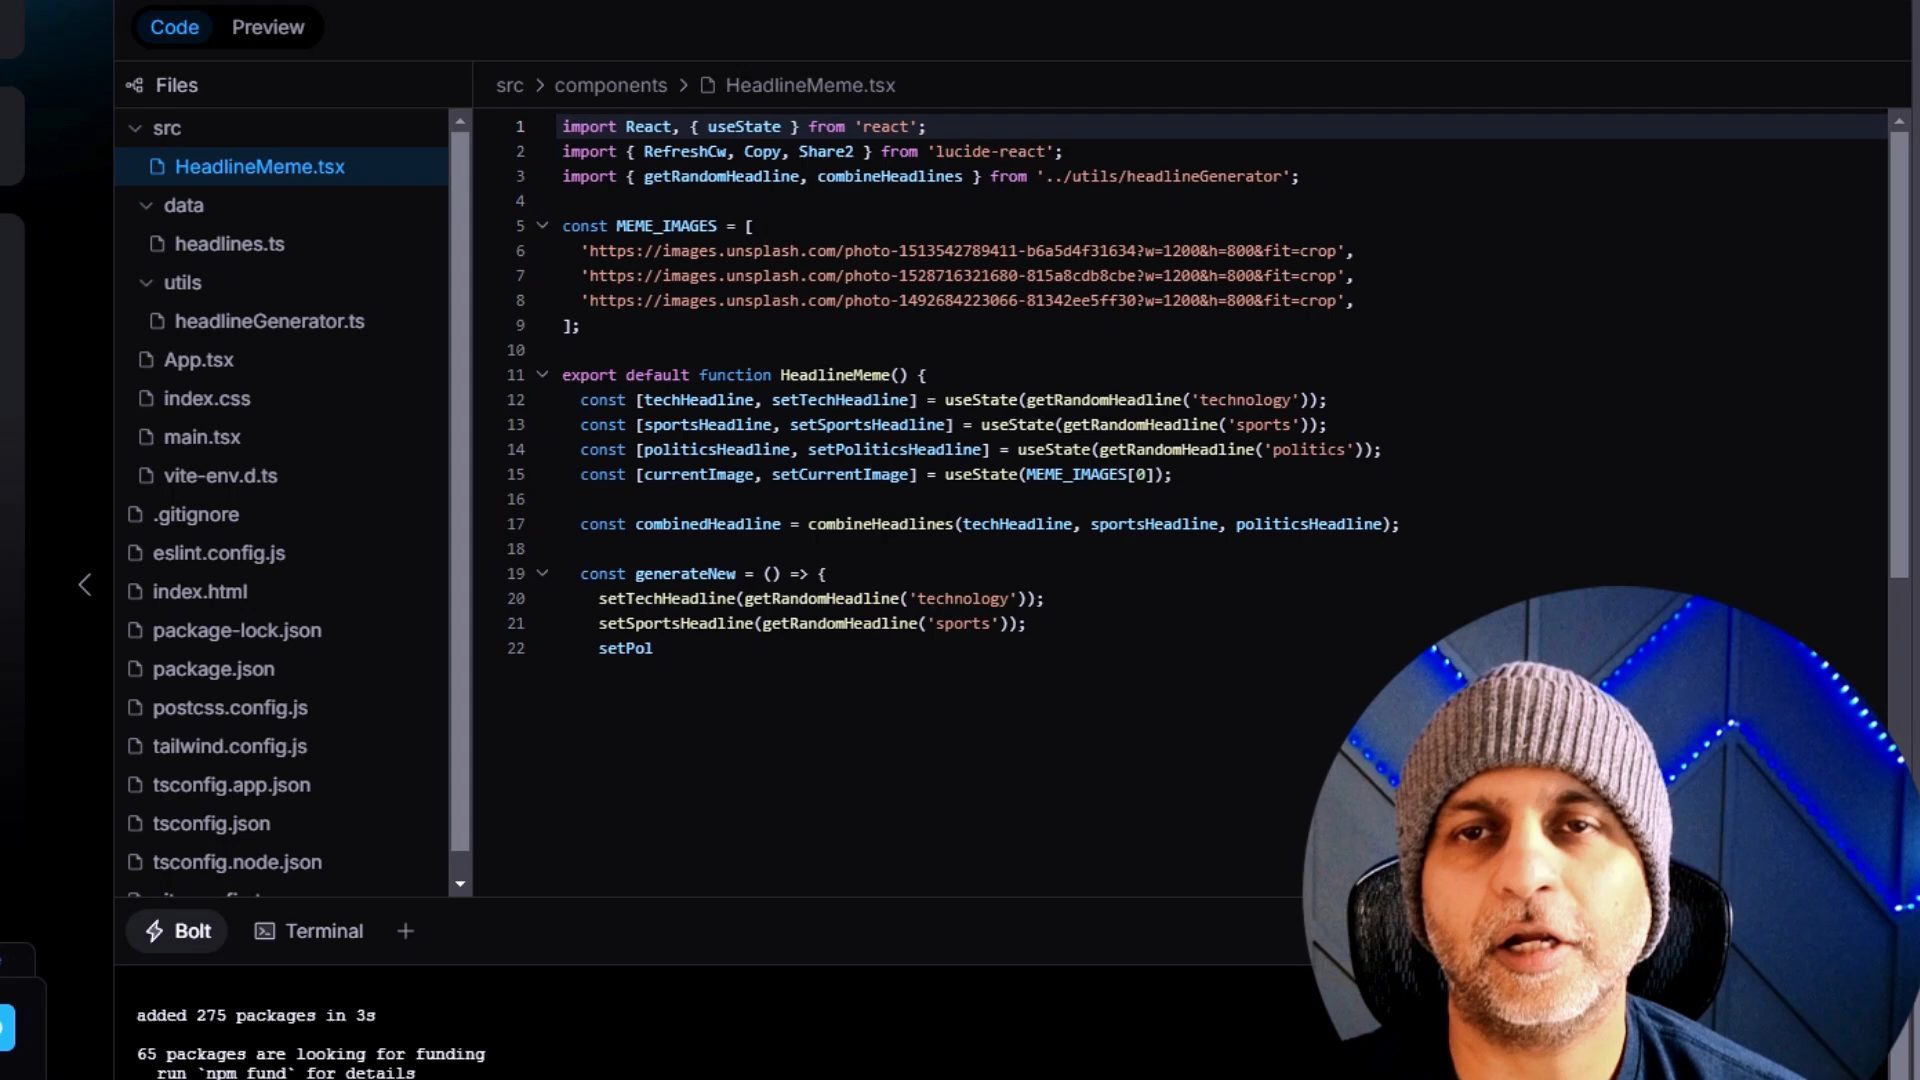 Code Preview
Files
src > components > HeadlineMeme.tsx
src
HeadlineMeme.tsx
data
headlines.ts
utils
headlineGenerator.ts
App.tsx
index.css
main.tsx
vite-env.d.ts
.gitignore
eslint.config.js
index.html
package-lock.json
package.json
postcss.config.js
tailwind.config.js
tsconfig.app.json
tsconfig.json
tsconfig.node.json
1 import React, { useState } from 'react';
2 import { RefreshCw, Copy, Share2 } from 'lucide-react';
3 import { getRandomHeadline, combineHeadlines } from '../utils/headlineGenerator';
4
5 const MEME_IMAGES = [
6 'https://images.unsplash.com/photo-1513542789411-b6a5d4f31634?w=1200&h=800&fit=crop',
7 'https://images.unsplash.com/photo-1528716321680-815a8cdb8cbe?w=1200&h=800&fit=crop',
8 'https://images.unsplash.com/photo-1492684223066-81342ee5ff30?w=1200&h=800&fit=crop',
9 ];
10
11 export default function HeadlineMeme() {
12 const [techHeadline, setTechHeadline] = useState(getRandomHeadline('technology'));
13 const [sportsHeadline, setSportsHeadline] = useState(getRandomHeadline('sports'));
14 const [politicsHeadline, setPoliticsHeadline] = useState(getRandomHeadline('politics'));
15 const [currentImage, setCurrentImage] = useState(MEME_IMAGES[0]);
16
17 const combinedHeadline = combineHeadlines(techHeadline, sportsHeadline, politicsHeadline);
18
19 const generateNew = () => {
20 setTechHeadline(getRandomHeadline('technology'));
21 setSportsHeadline(getRandomHeadline('sports'));
22 setPol
Bolt Terminal +
added 275 packages in 3s
65 packages are looking for funding
run `npm fund` for details